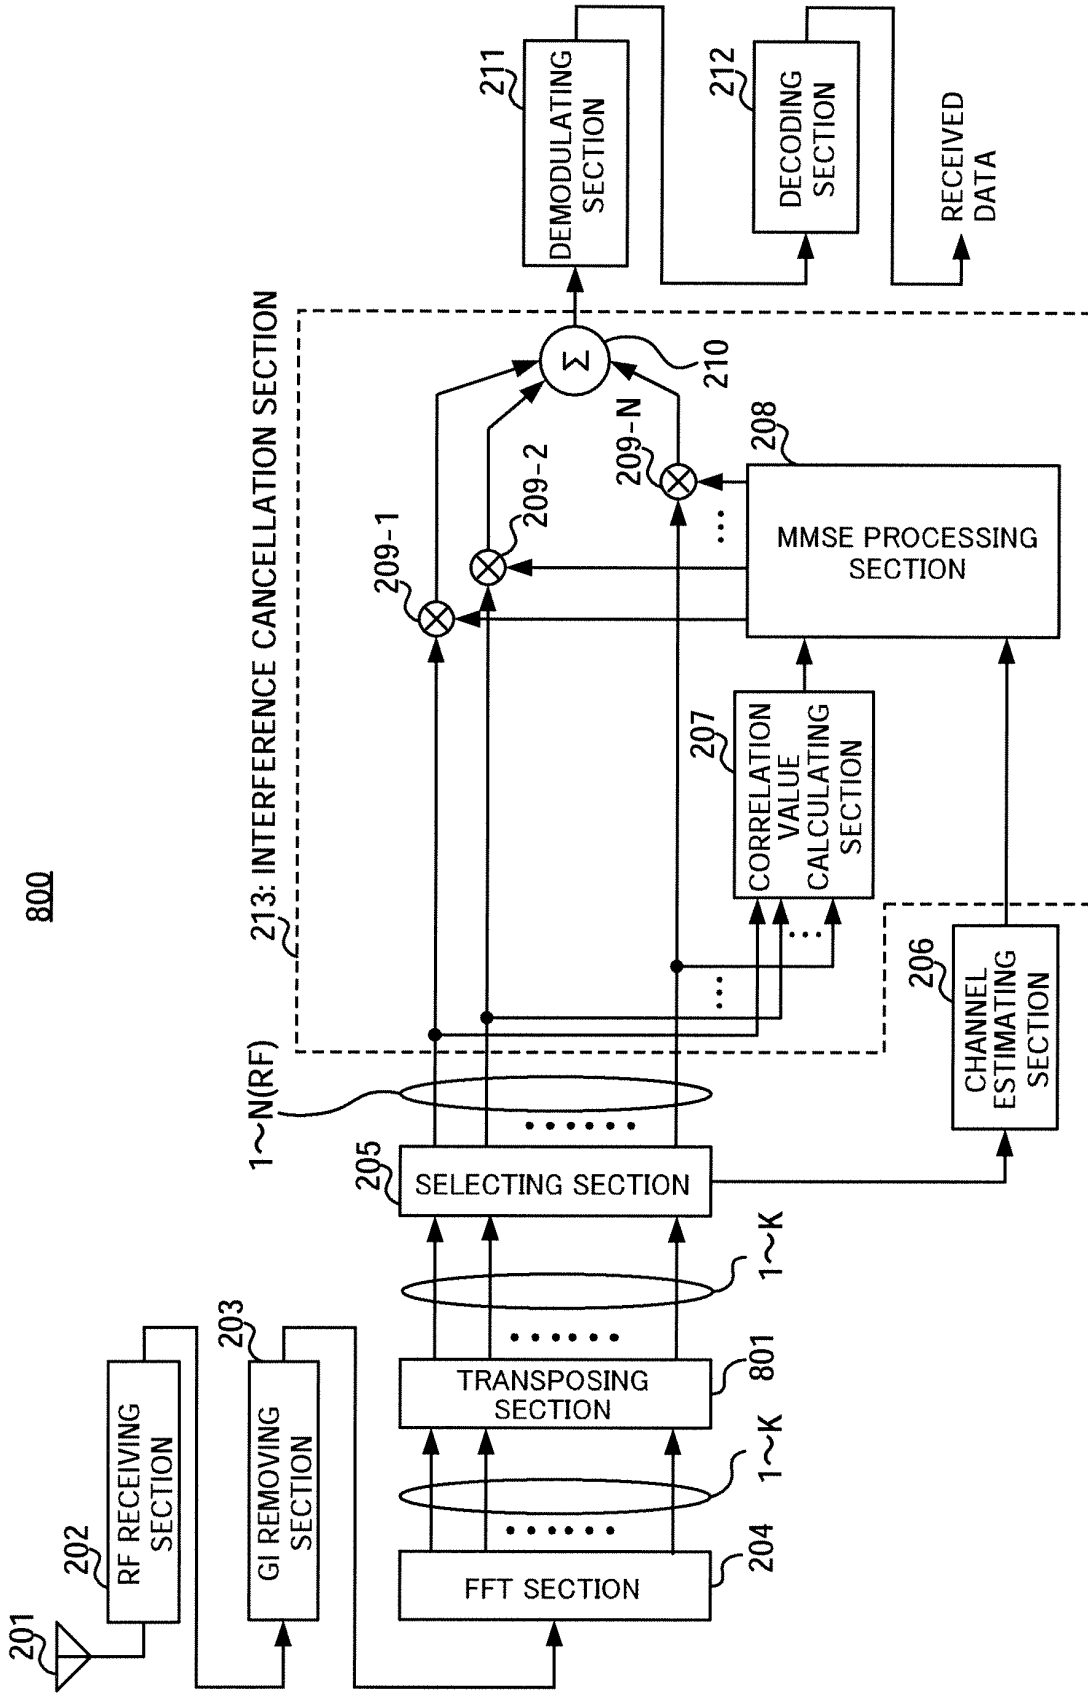 800
201
202
RF RECEIVING
SECTION
203
GI REMOVING
SECTION
204
FFT SECTION
1~K
801
TRANSPOSING
SECTION
1~K
205
SELECTING SECTION
1~N(RF)
206
CHANNEL
ESTIMATING
SECTION
213: INTERFERENCE CANCELLATION SECTION
207
CORRELATION
VALUE
CALCULATING
SECTION
208
MMSE PROCESSING
SECTION
209-1
209-2
209-N
Σ
210
211
DEMODULATING
SECTION
212
DECODING
SECTION
RECEIVED
DATA